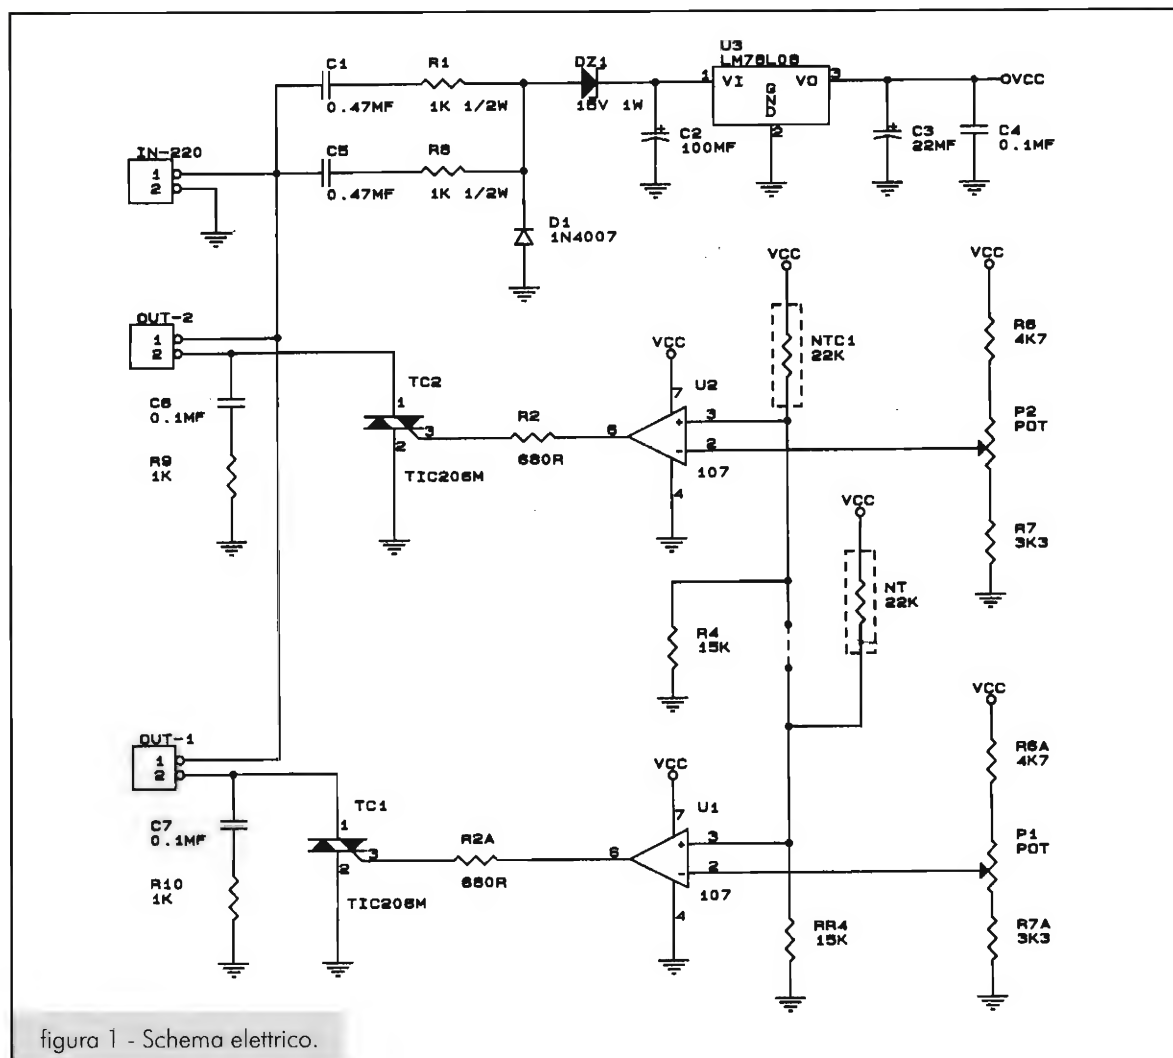 C1
0.47MF
R1
1K 1/2W
DZ1
15V 1W
U3
LM78L08
1
VI
VO
3
GND
2
OVCC
C2
100MF
C3
22MF
C4
0.1MF
IN-220
1
2
C5
0.47MF
R8
1K 1/2W
D1
1N4007
OUT-2
1
2
C6
0.1MF
R9
1K
TC2
1
2
3
TIC206M
R2
680R
6
VCC
7
U2
+
3
-
2
4
107
VCC
NTC1
22K
VCC
R6
4K7
P2
POT
R7
3K3
VCC
NT
22K
R4
15K
OUT-1
1
2
C7
0.1MF
R10
1K
TC1
1
2
3
TIC206M
R2A
680R
6
VCC
7
U1
+
3
-
2
4
107
RR4
15K
VCC
R6A
4K7
P1
POT
R7A
3K3
figura 1 - Schema elettrico.